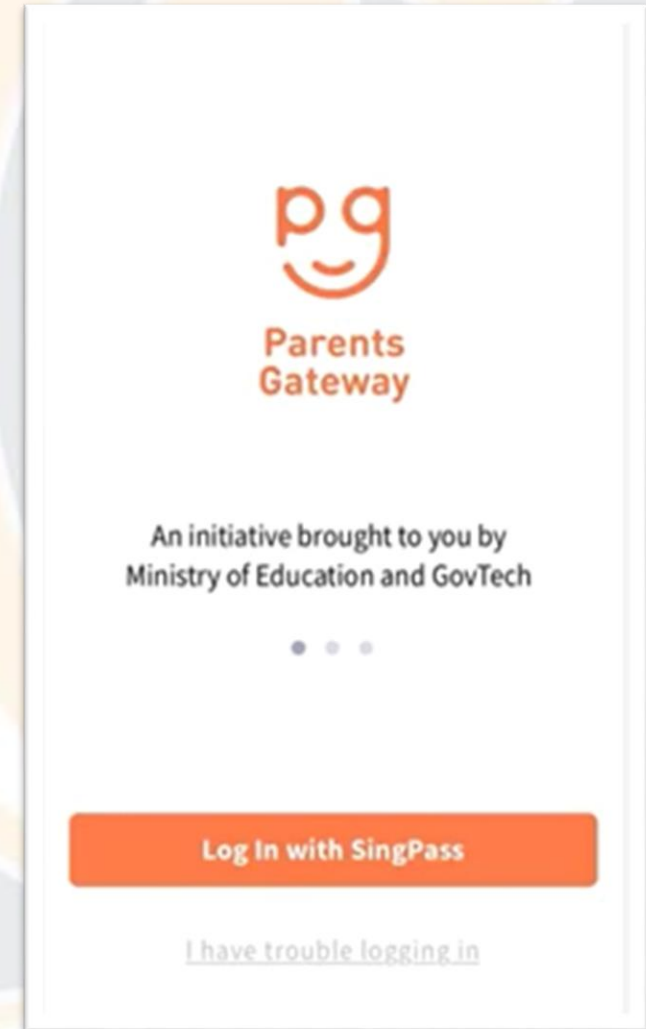 pg
Parents
Gateway
An initiative brought to you by
Ministry of Education and GovTech
Log In with SingPass
I have trouble logging in